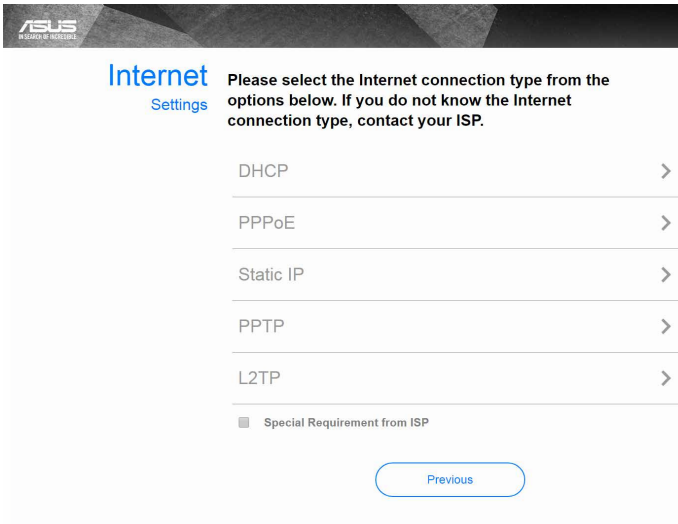 ASUS
IN SEARCH OF INCREDIBLE
Internet
Settings
Please select the Internet connection type from the
options below. If you do not know the Internet
connection type, contact your ISP.
DHCP
PPPoE
Static IP
PPTP
L2TP
Special Requirement from ISP
Previous